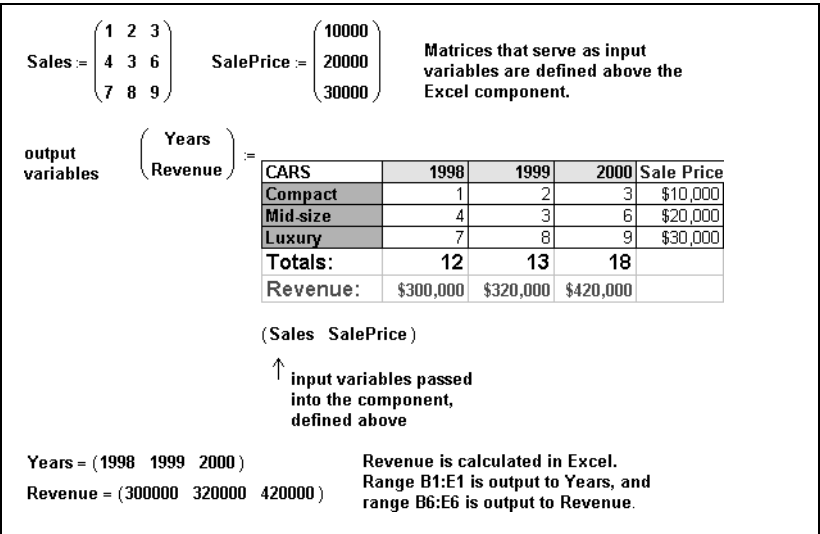 Sales := ( 1 2 3 ) SalePrice := ( 10000 ) Matrices that serve as input
4 3 6 20000 variables are defined above the
7 8 9 30000 Excel component.
output variables ( Years Revenue ) :=
CARS 1998 1999 2000 Sale Price
Compact 1 2 3 $10,000
Mid-size 4 3 6 $20,000
Luxury 7 8 9 $30,000
Totals: 12 13 18
Revenue: $300,000 $320,000 $420,000
(Sales SalePrice)
↑ input variables passed
into the component,
defined above
Years = (1998 1999 2000)
Revenue = (300000 320000 420000)
Revenue is calculated in Excel.
Range B1:E1 is output to Years, and
range B6:E6 is output to Revenue.